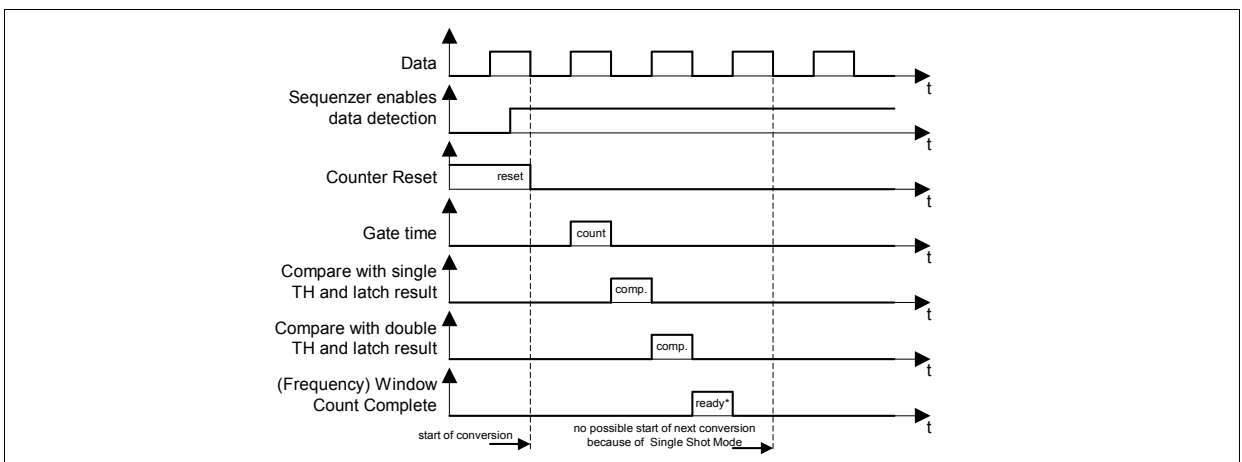 Data
t
Sequenzer enables
data detection
t
Counter Reset
reset
t
Gate time
count
t
Compare with single
TH and latch result
comp.
t
Compare with double
TH and latch result
comp.
t
(Frequency) Window
Count Complete
ready*
t
start of conversion
no possible start of next conversion
because of Single Shot Mode